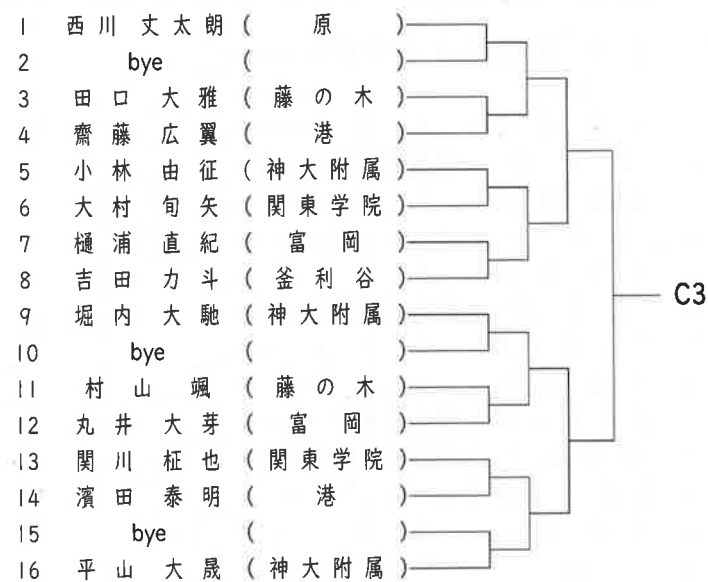 1 西川 丈太朗 ( 原 )
2 bye ( )
3 田口 大雅 ( 藤の木 )
4 齋藤 広翼 ( 港 )
5 小林 由征 ( 神大附属 )
6 大村 旬矢 ( 関東学院 )
7 樋浦 直紀 ( 富岡 )
8 吉田 力斗 ( 釜利谷 )
9 堀内 大馳 ( 神大附属 )
C3
10 bye ( )
11 村山 颯 ( 藤の木 )
12 丸井 大芽 ( 富岡 )
13 関川 柾也 ( 関東学院 )
14 濱田 泰明 ( 港 )
15 bye ( )
16 平山 大晟 ( 神大附属 )